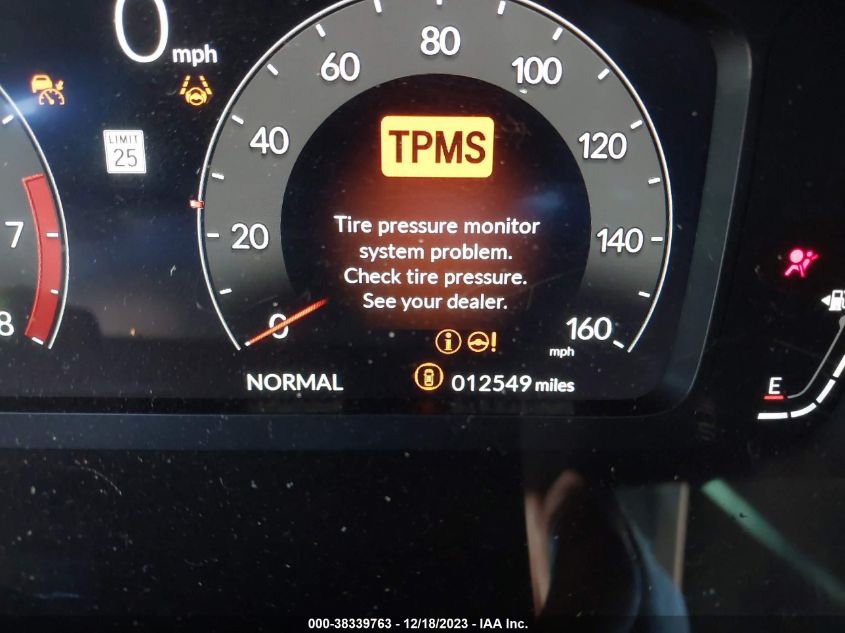 0 mph
80
60
100
40
120
TPMS
LIMIT
25
Tire pressure monitor
system problem.
Check tire pressure.
See your dealer.
7
20
140
8
0
160
mph
E
NORMAL
012549 miles
000-38339763 - 12/18/2023 - IAA Inc.